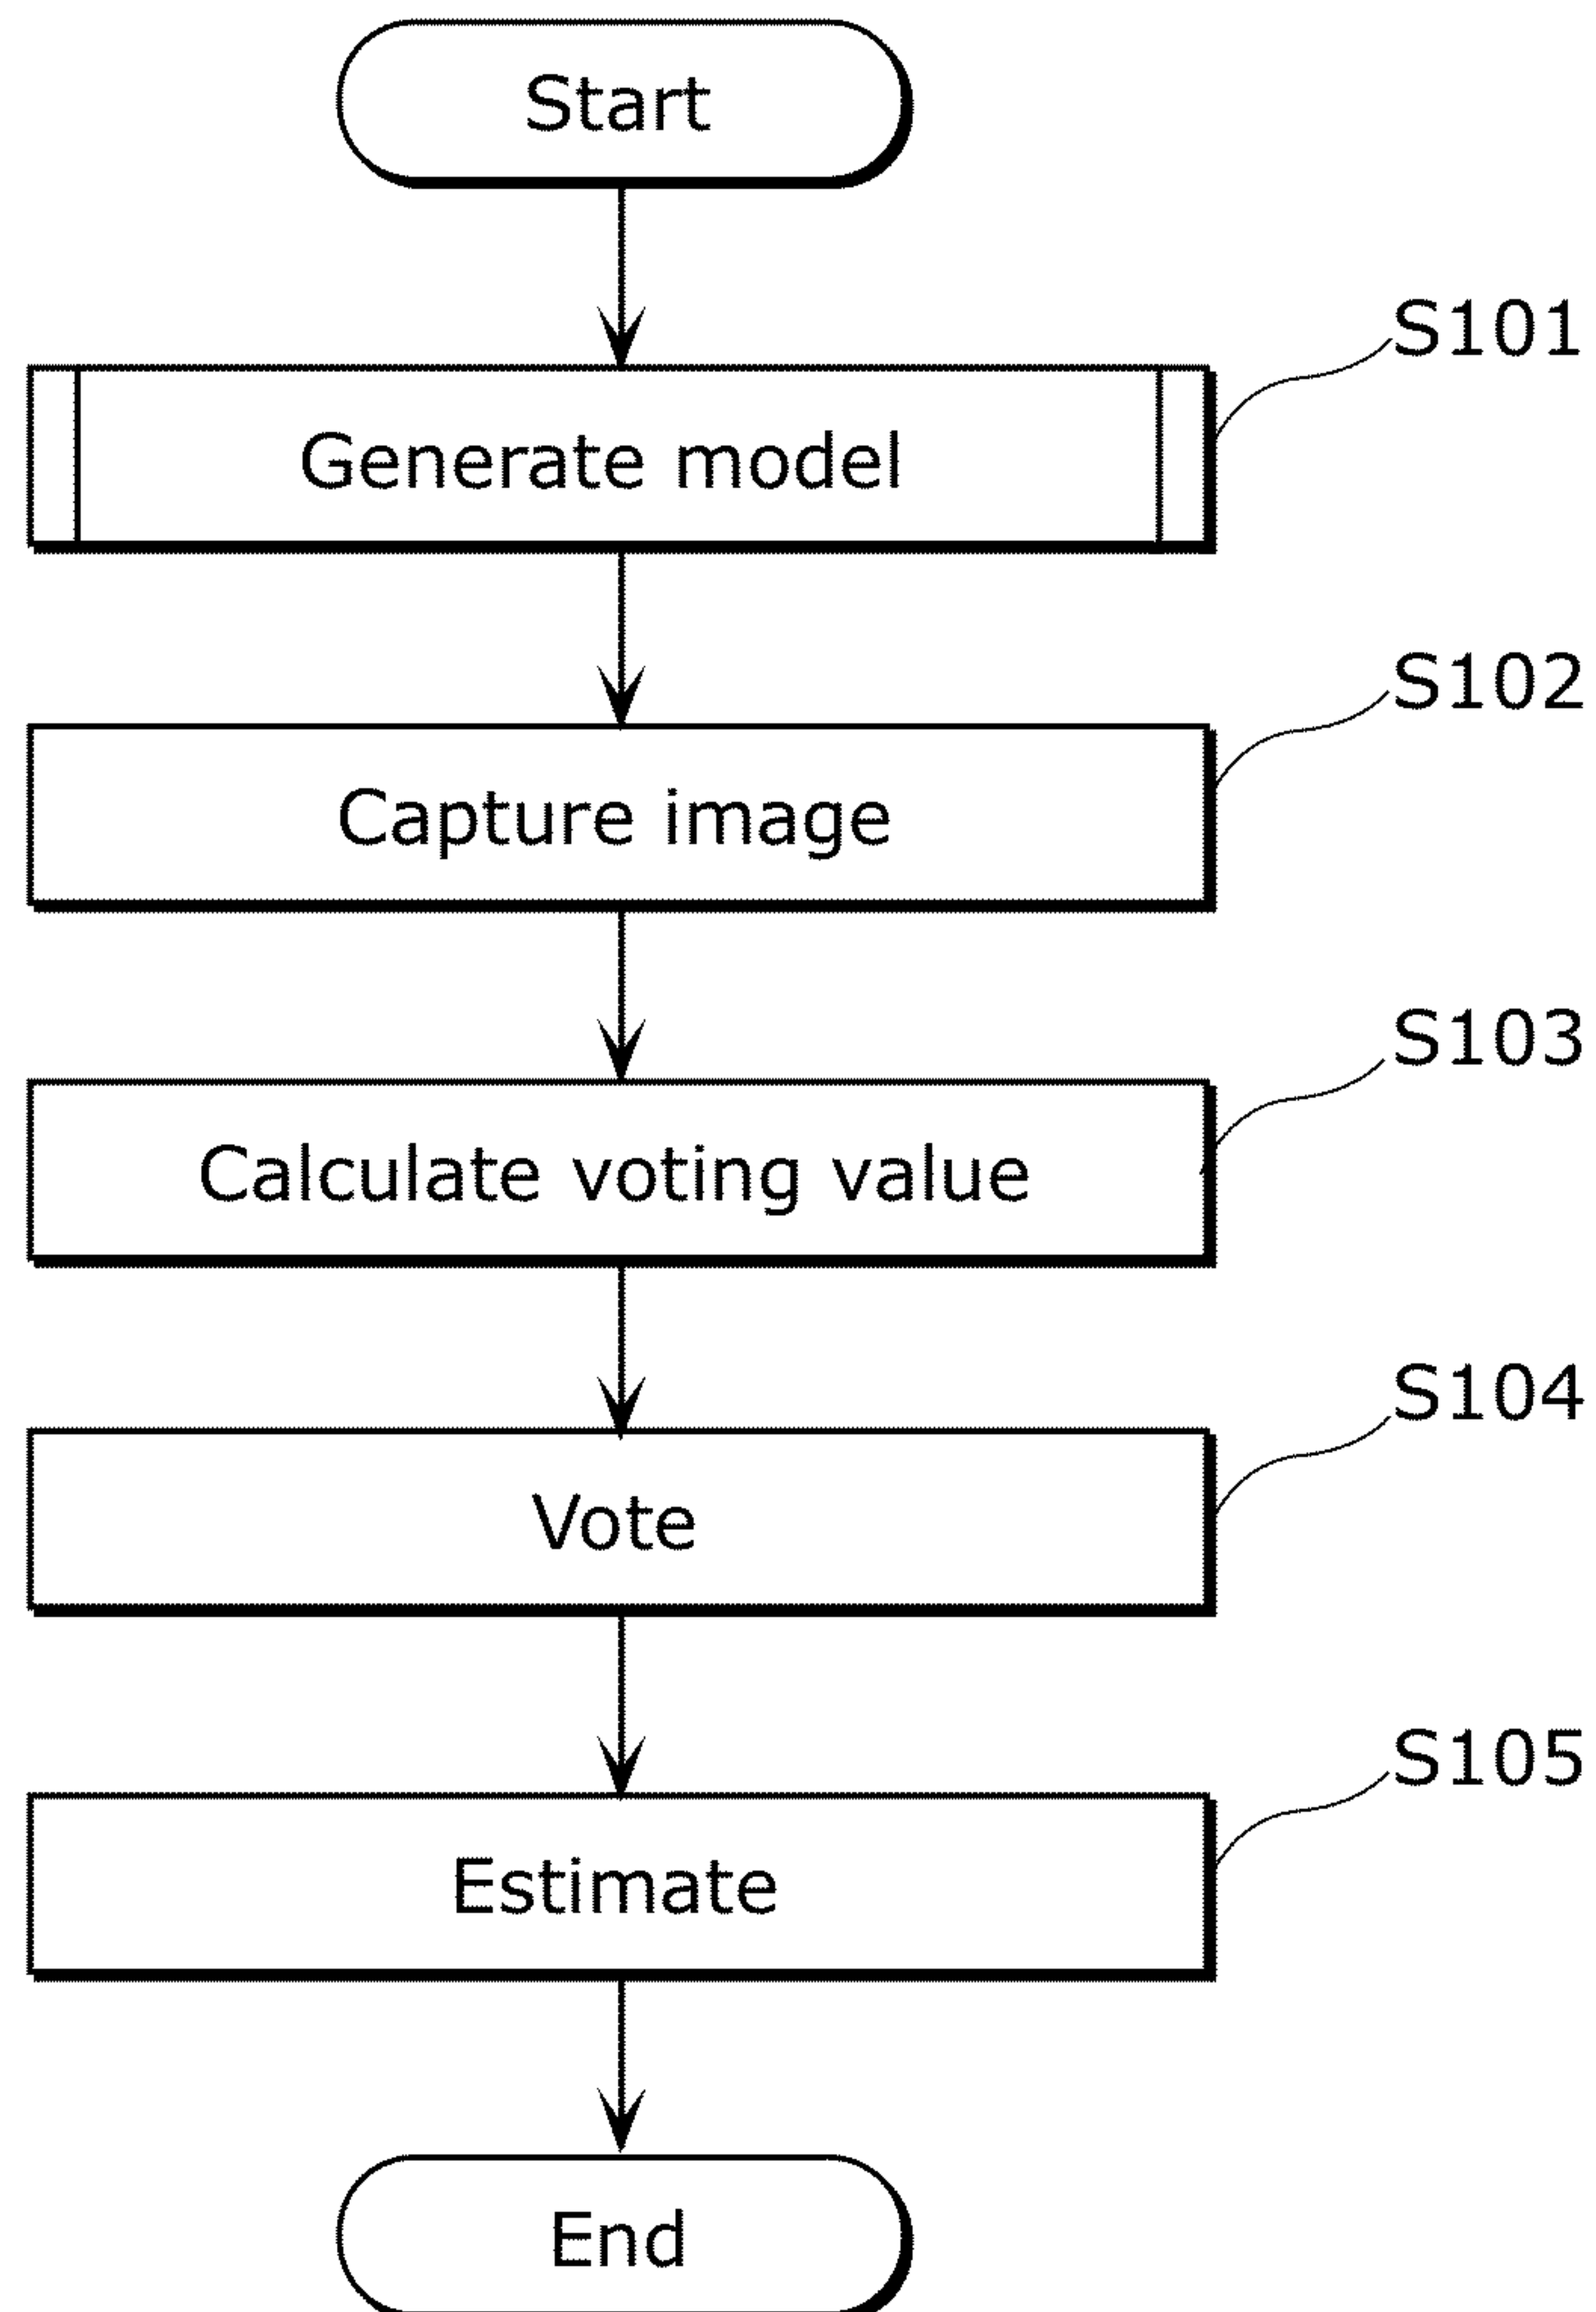 Start
S101
Generate model
S102
Capture image
S103
Calculate voting value
S104
Vote
S105
Estimate
End